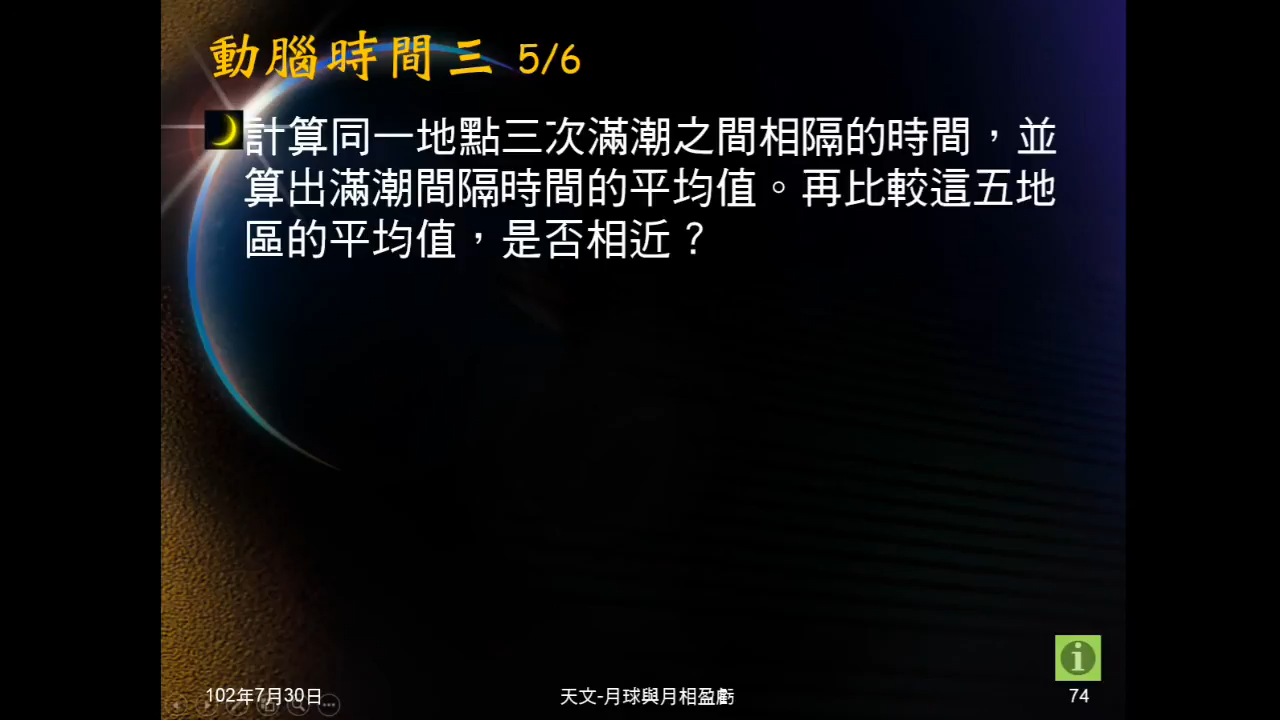 動腦時間三 5/6
計算同一地點三次滿潮之間相隔的時間，並
算出滿潮間隔時間的平均值。再比較這五地
區的平均值，是否相近？
102年7月30日
天文-月球與月相盈虧
74